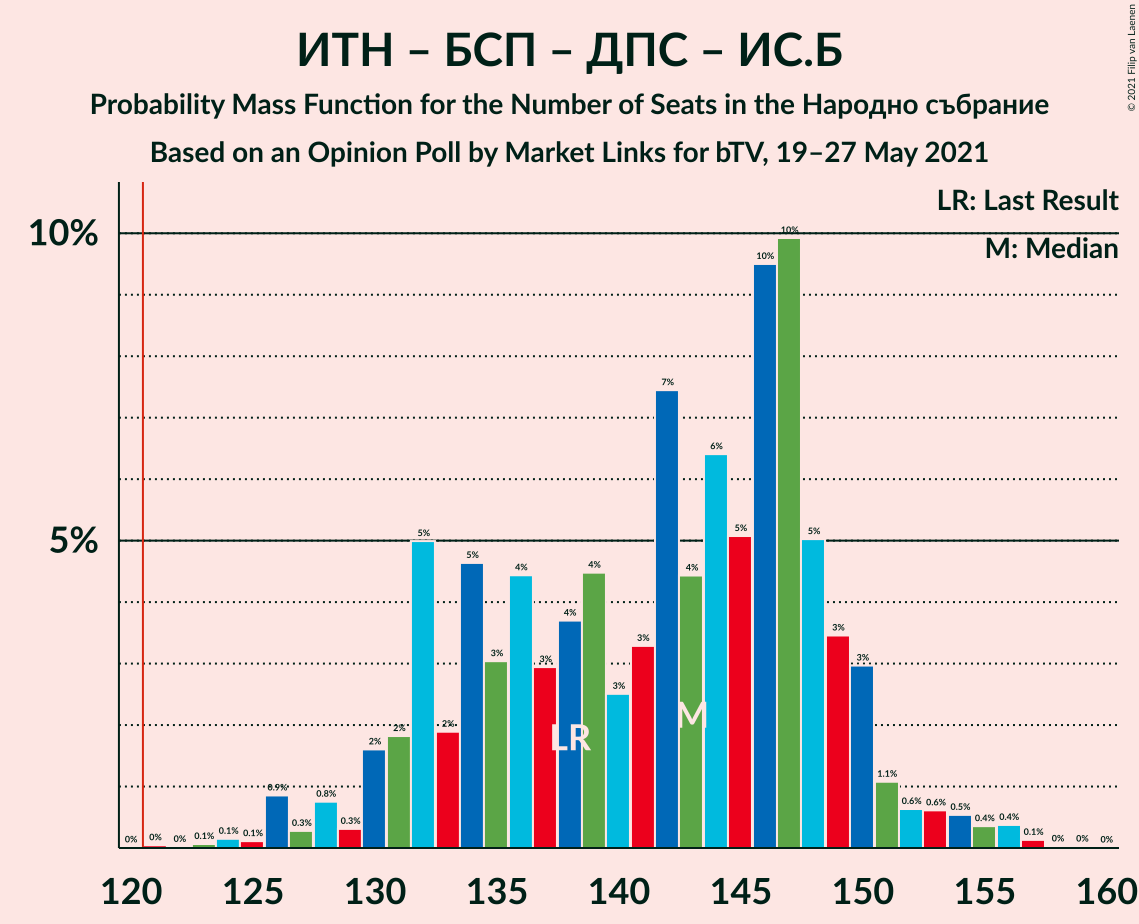 ИТН – БСП – ДПС – ИС.Б
Probability Mass Function for the Number of Seats in the Народно събрание
Based on an Opinion Poll by Market Links for bTV, 19–27 May 2021
© 2021 Filip van Laenen
LR: Last Result
M: Median
10%
5%
0% 0% 0% 0.1% 0.1% 0.1% 0.9% 0.3% 0.8% 0.3% 2% 2% 5% 2% 5% 3% 4% 3% 4% 4% 3% 3% 7% 4% 6% 5% 10% 10% 5% 3% 3% 1.1% 0.6% 0.6% 0.5% 0.4% 0.4% 0.1% 0% 0% 0%
LR
M
120 125 130 135 140 145 150 155 160